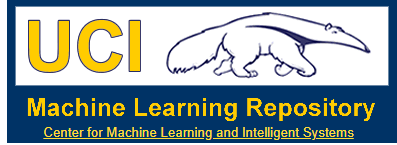 UCI
Machine Learning Repository
Center for Machine Learning and Intelligent Systems